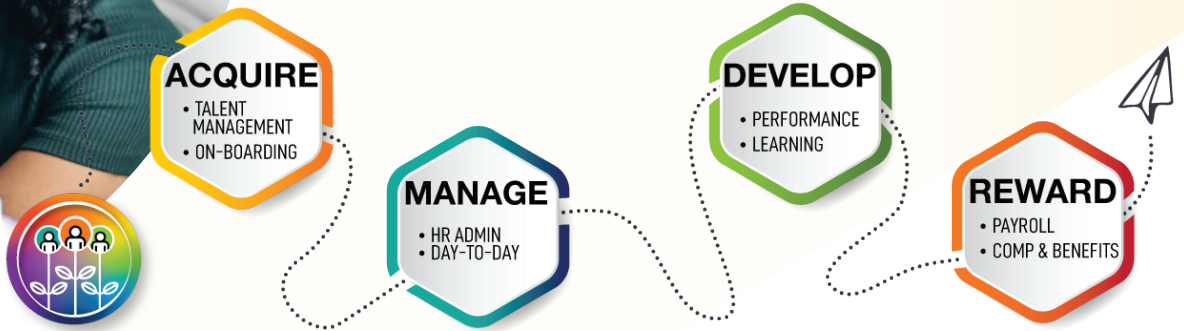 ACQUIRE
• TALENT
MANAGEMENT
• ON-BOARDING
MANAGE
• HR ADMIN
• DAY-TO-DAY
DEVELOP
• PERFORMANCE
• LEARNING
REWARD
• PAYROLL
• COMP & BENEFITS